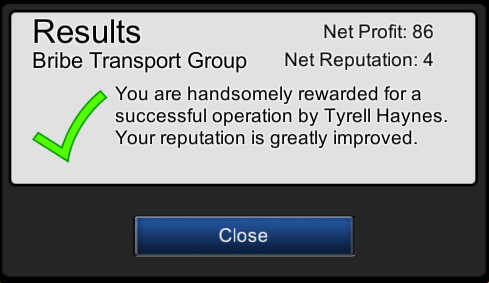 Results
Net Profit: 86
Bribe Transport Group
Net Reputation: 4
You are handsomely rewarded for a
successful operation by Tyrell Haynes.
Your reputation is greatly improved.
Close